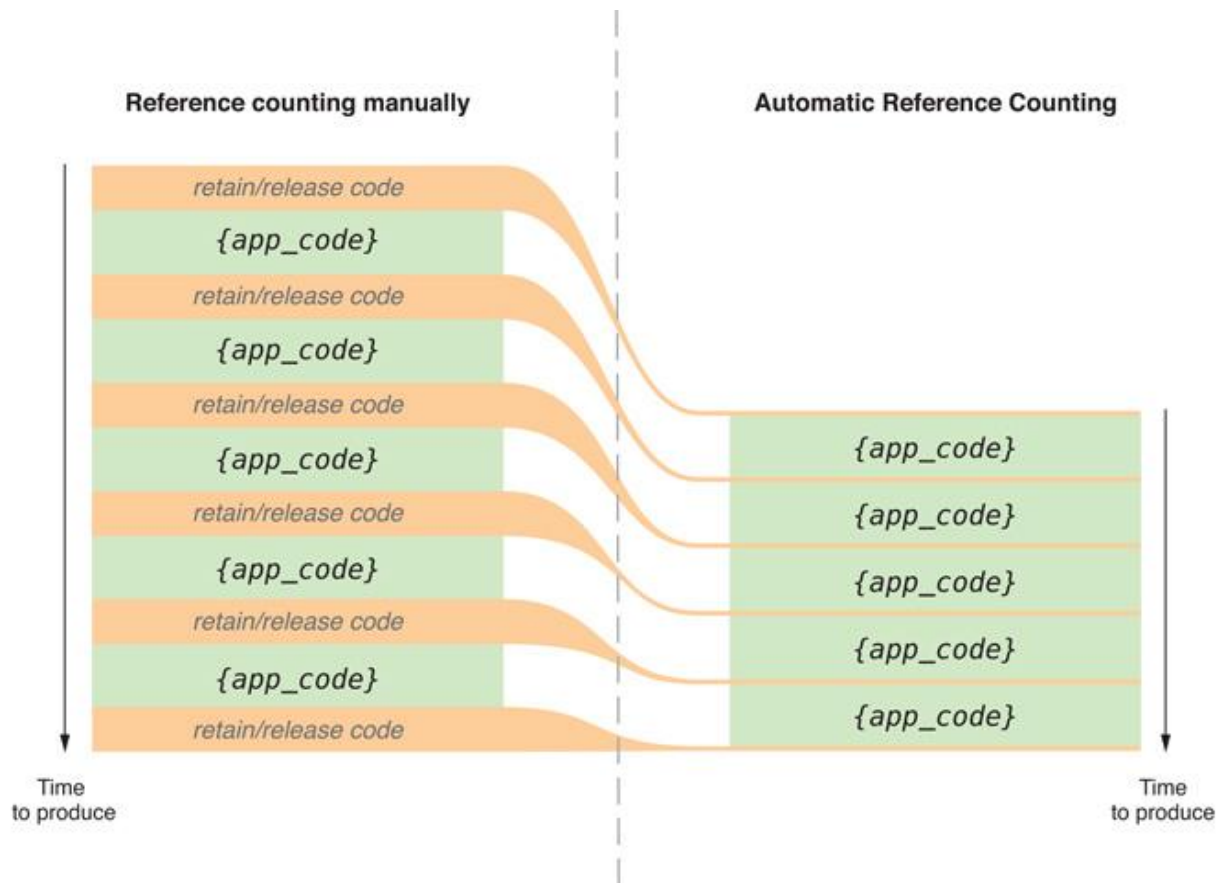 Reference counting manually
Automatic Reference Counting
retain/release code
{app_code}
retain/release code
{app_code}
retain/release code
{app_code}
retain/release code
{app_code}
retain/release code
{app_code}
retain/release code
{app_code}
{app_code}
{app_code}
{app_code}
{app_code}
Time
to produce
Time
to produce